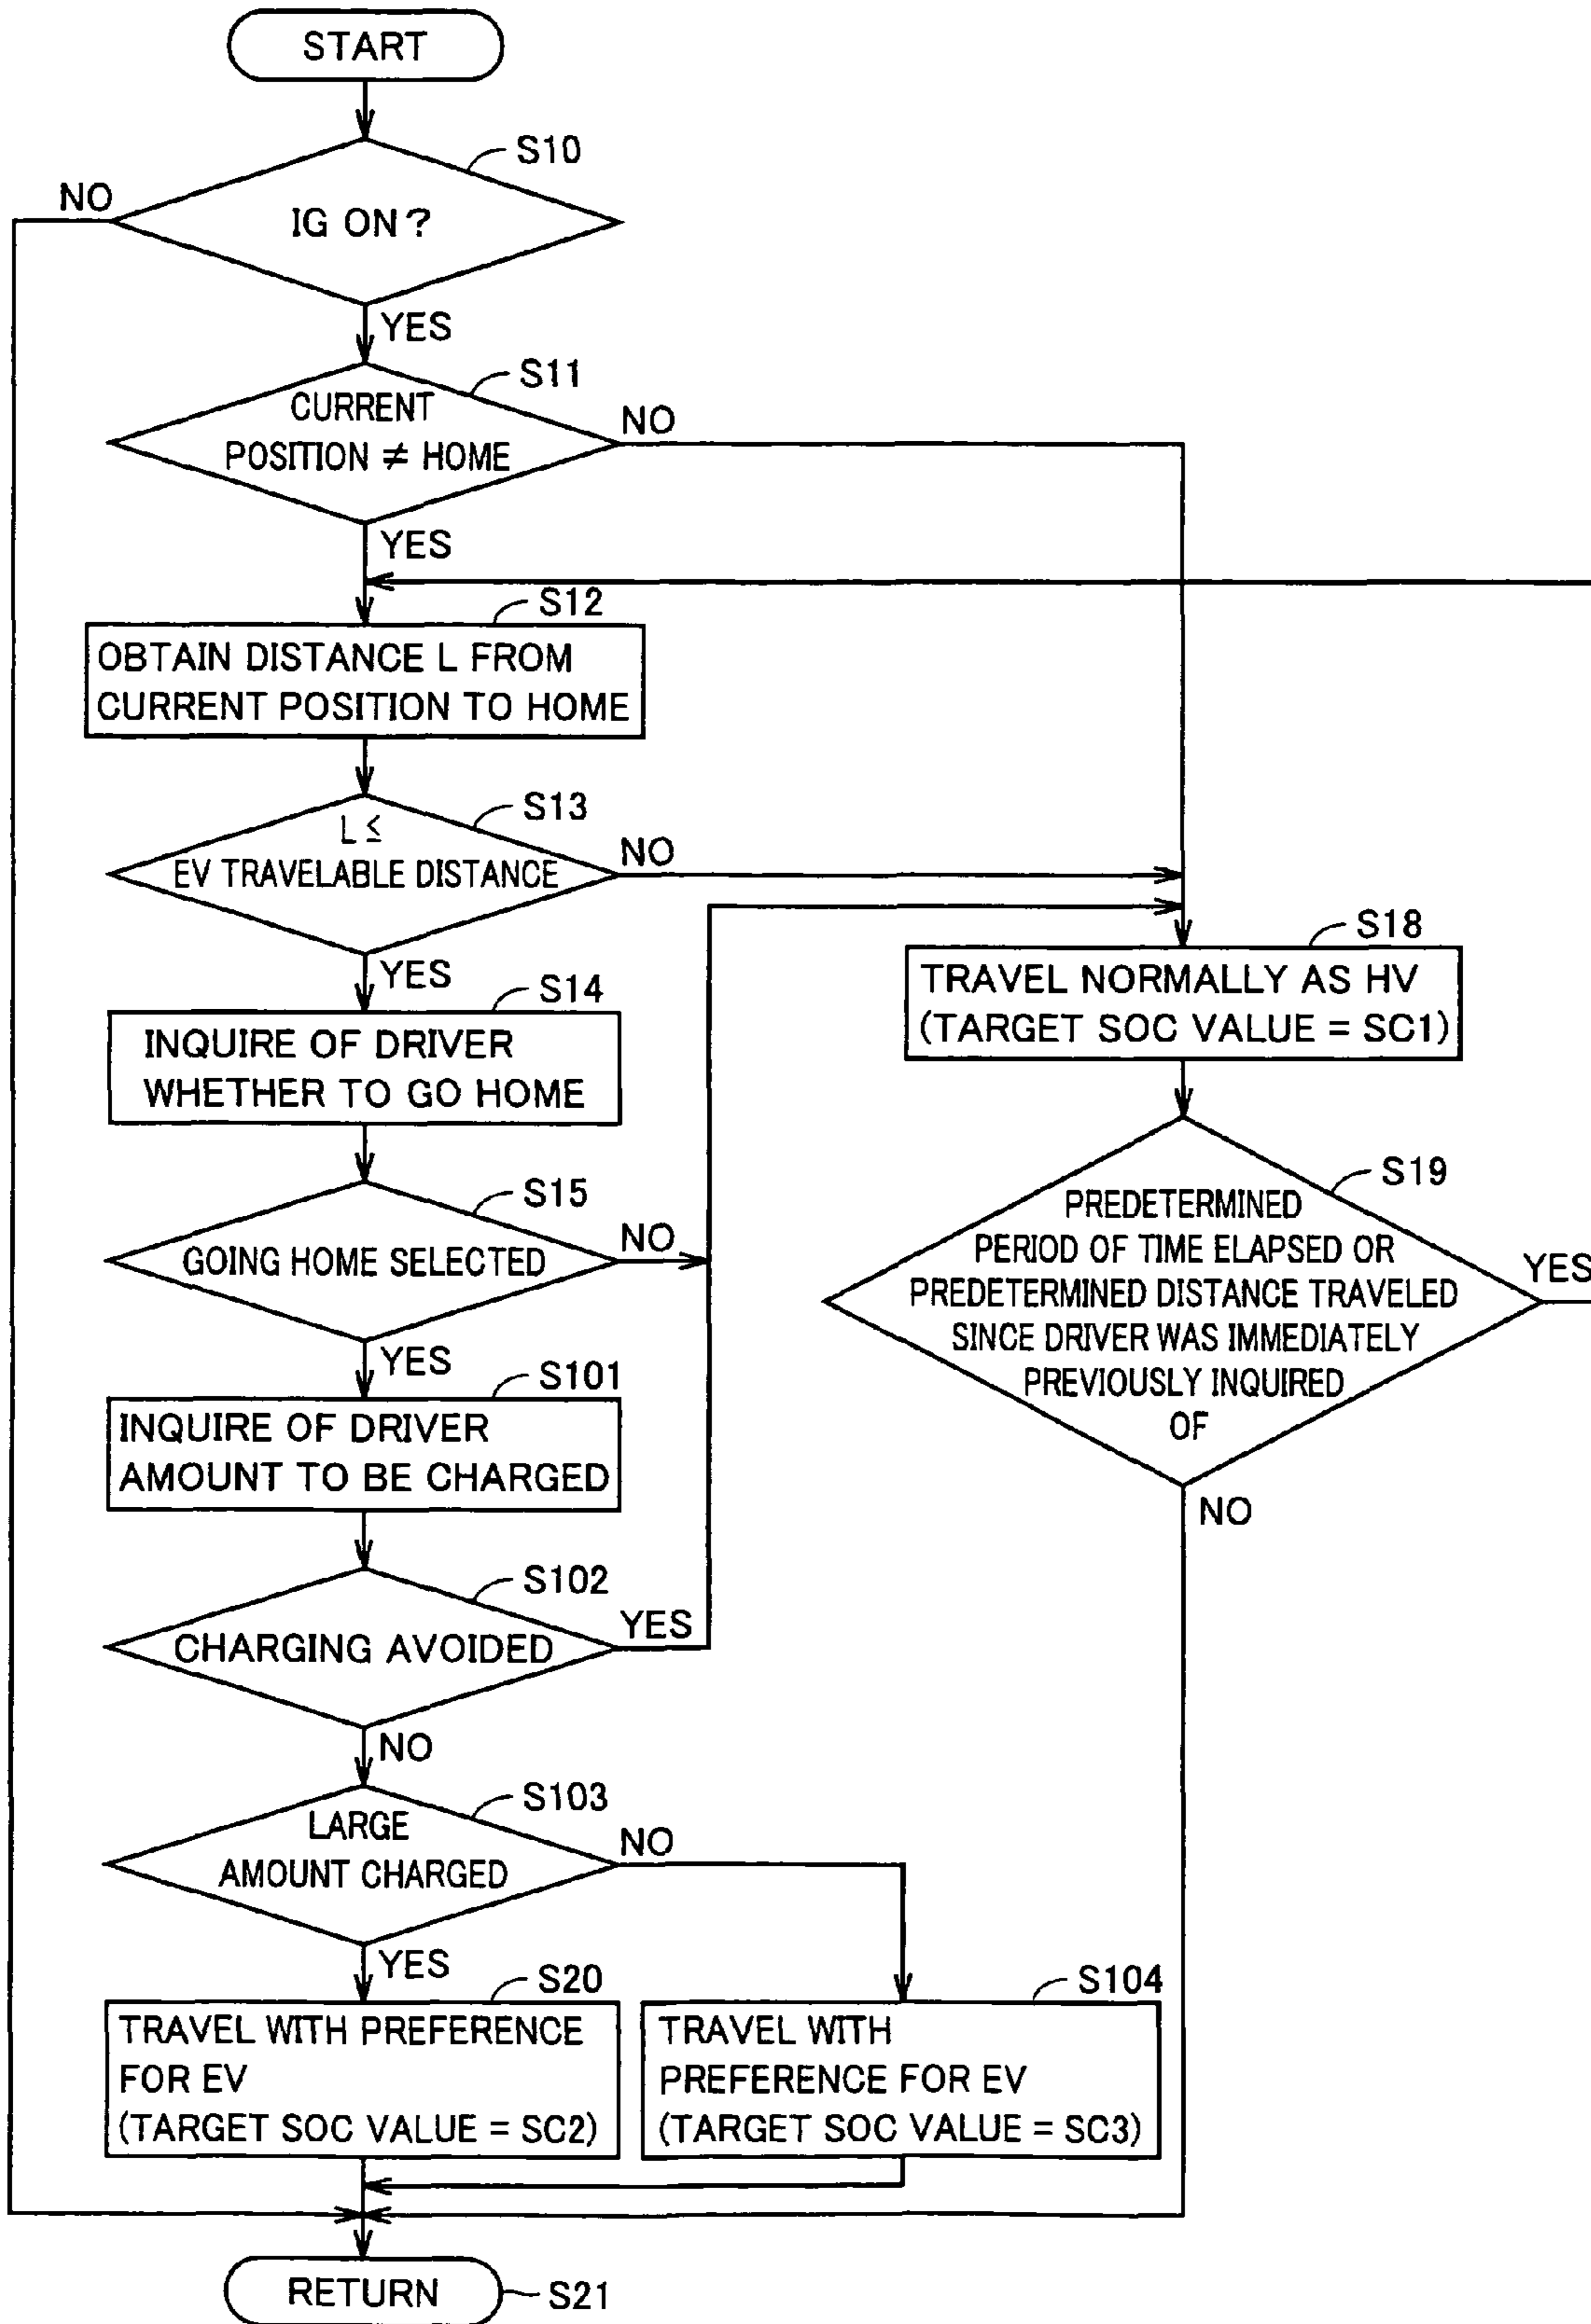 START
S10
NO
IG ON?
YES
S11
CURRENT
POSITION ≠ HOME
NO
YES
S12
OBTAIN DISTANCE L FROM
CURRENT POSITION TO HOME
S13
L ≤
EV TRAVELABLE DISTANCE
NO
YES
S14
INQUIRE OF DRIVER
WHETHER TO GO HOME
S15
GOING HOME SELECTED
NO
YES
S101
INQUIRE OF DRIVER
AMOUNT TO BE CHARGED
S102
CHARGING AVOIDED
YES
NO
S103
LARGE
AMOUNT CHARGED
NO
YES
S20
TRAVEL WITH PREFERENCE
FOR EV
(TARGET SOC VALUE = SC2)
S104
TRAVEL WITH
PREFERENCE FOR EV
(TARGET SOC VALUE = SC3)
S18
TRAVEL NORMALLY AS HV
(TARGET SOC VALUE = SC1)
S19
PREDETERMINED
PERIOD OF TIME ELAPSED OR
PREDETERMINED DISTANCE TRAVELED
SINCE DRIVER WAS IMMEDIATELY
PREVIOUSLY INQUIRED
OF
YES
NO
RETURN
S21